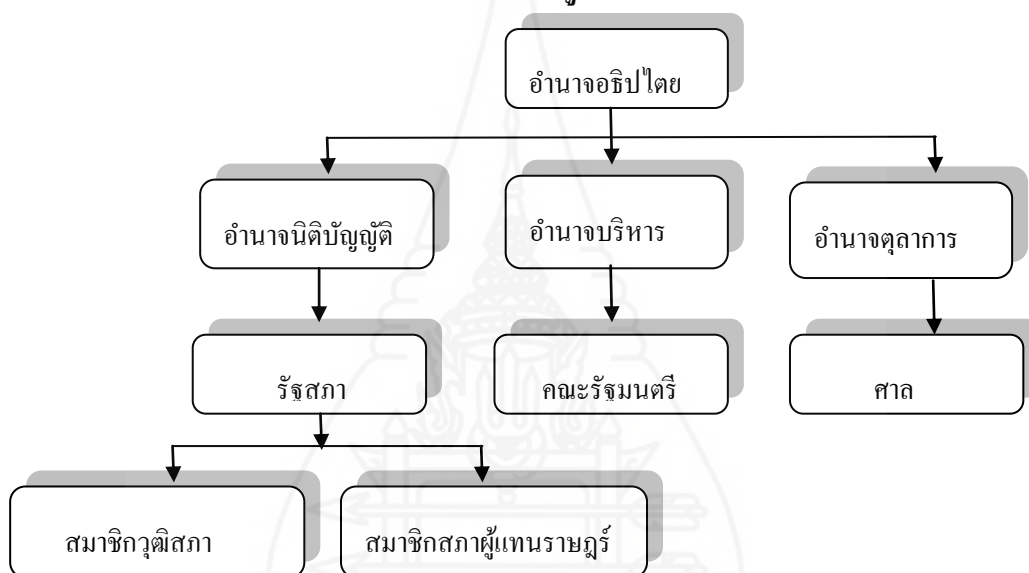 อำนาจอธิปไตย
อำนาจนิติบัญญัติ
อำนาจบริหาร
อำนาจตุลาการ
รัฐสภา
คณะรัฐมนตรี
ศาล
สมาชิกวุฒิสภา
สมาชิกสภาผู้แทนราษฎร์